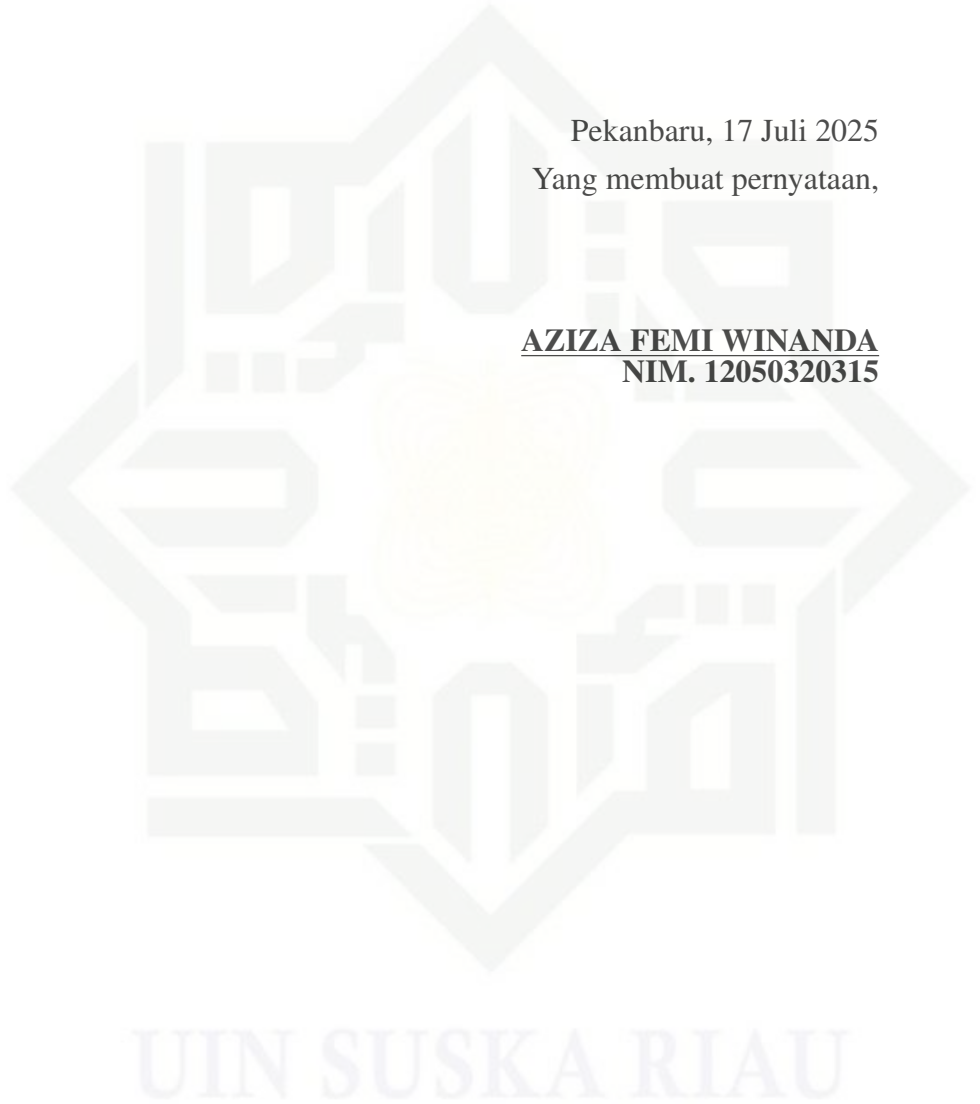 Pekanbaru, 17 Juli 2025
Yang membuat pernyataan,
AZIZA FEMI WINANDA
NIM. 12050320315
UIN SUSKA RIAU